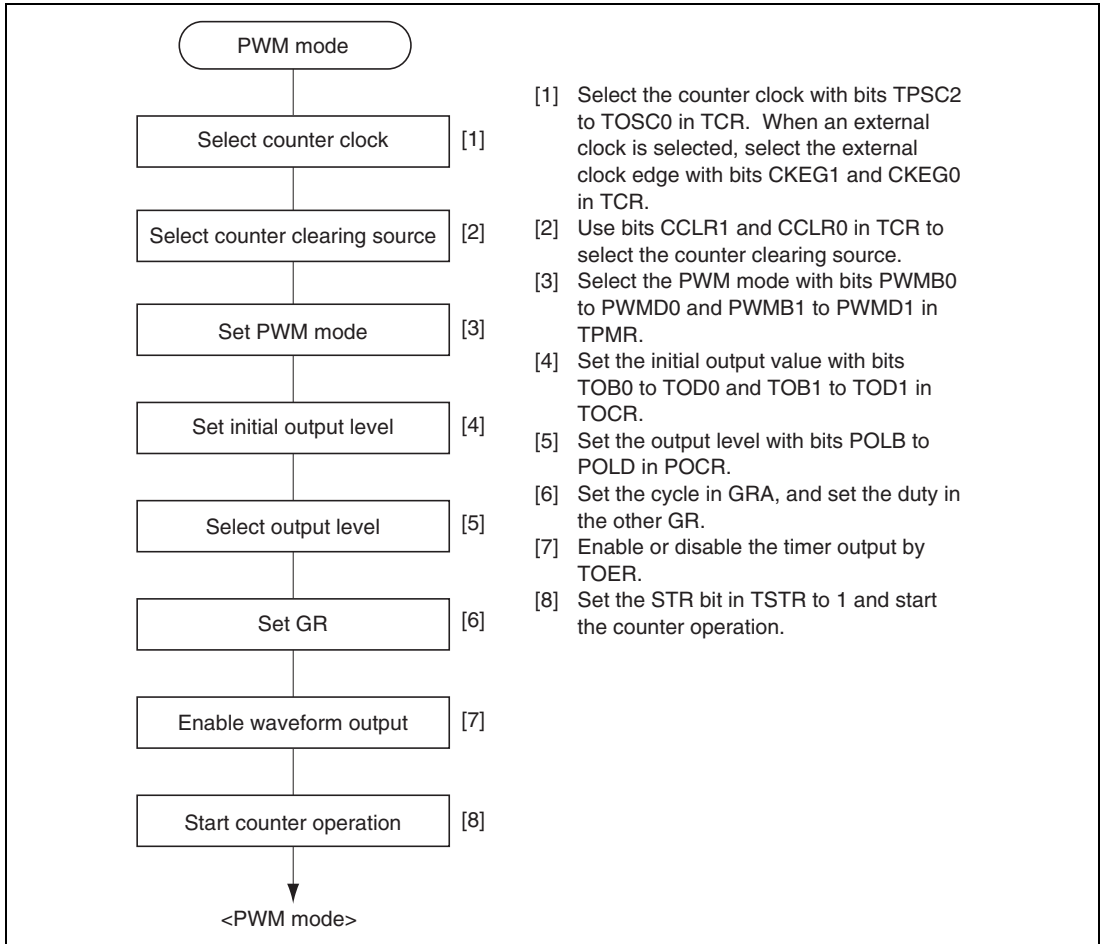 PWM mode
Select counter clock [1]
Select counter clearing source [2]
Set PWM mode [3]
Set initial output level [4]
Select output level [5]
Set GR [6]
Enable waveform output [7]
Start counter operation [8]
<PWM mode>
[1] Select the counter clock with bits TPSC2
to TOSC0 in TCR. When an external
clock is selected, select the external
clock edge with bits CKEG1 and CKEG0
in TCR.
[2] Use bits CCLR1 and CCLR0 in TCR to
select the counter clearing source.
[3] Select the PWM mode with bits PWMB0
to PWMD0 and PWMB1 to PWMD1 in
TPMR.
[4] Set the initial output value with bits
TOB0 to TOD0 and TOB1 to TOD1 in
TOCR.
[5] Set the output level with bits POLB to
POLD in POCR.
[6] Set the cycle in GRA, and set the duty in
the other GR.
[7] Enable or disable the timer output by
TOER.
[8] Set the STR bit in TSTR to 1 and start
the counter operation.